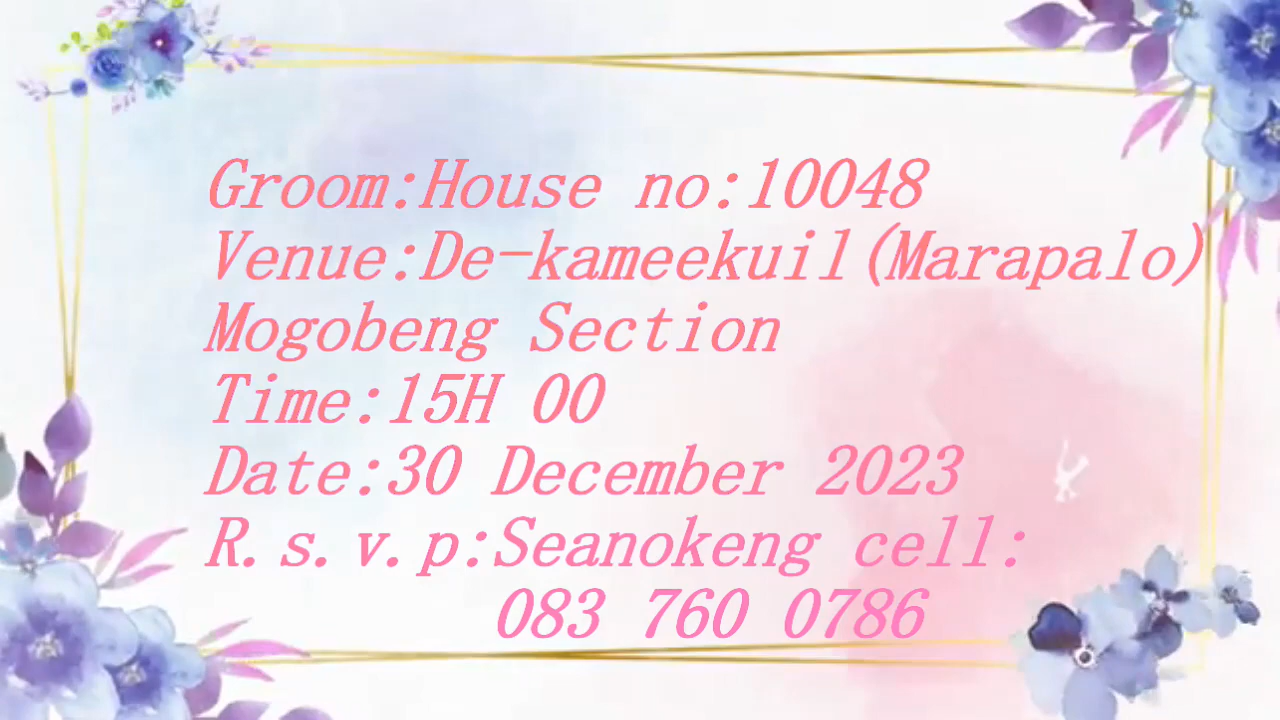 Groom:House no:10048
Venue:De-kameekuil(Marapalo)
Mogobeng Section
Time:15H 00
Date:30 December 2023
R.s.v.p:Seanokeng cell:
083 760 0786